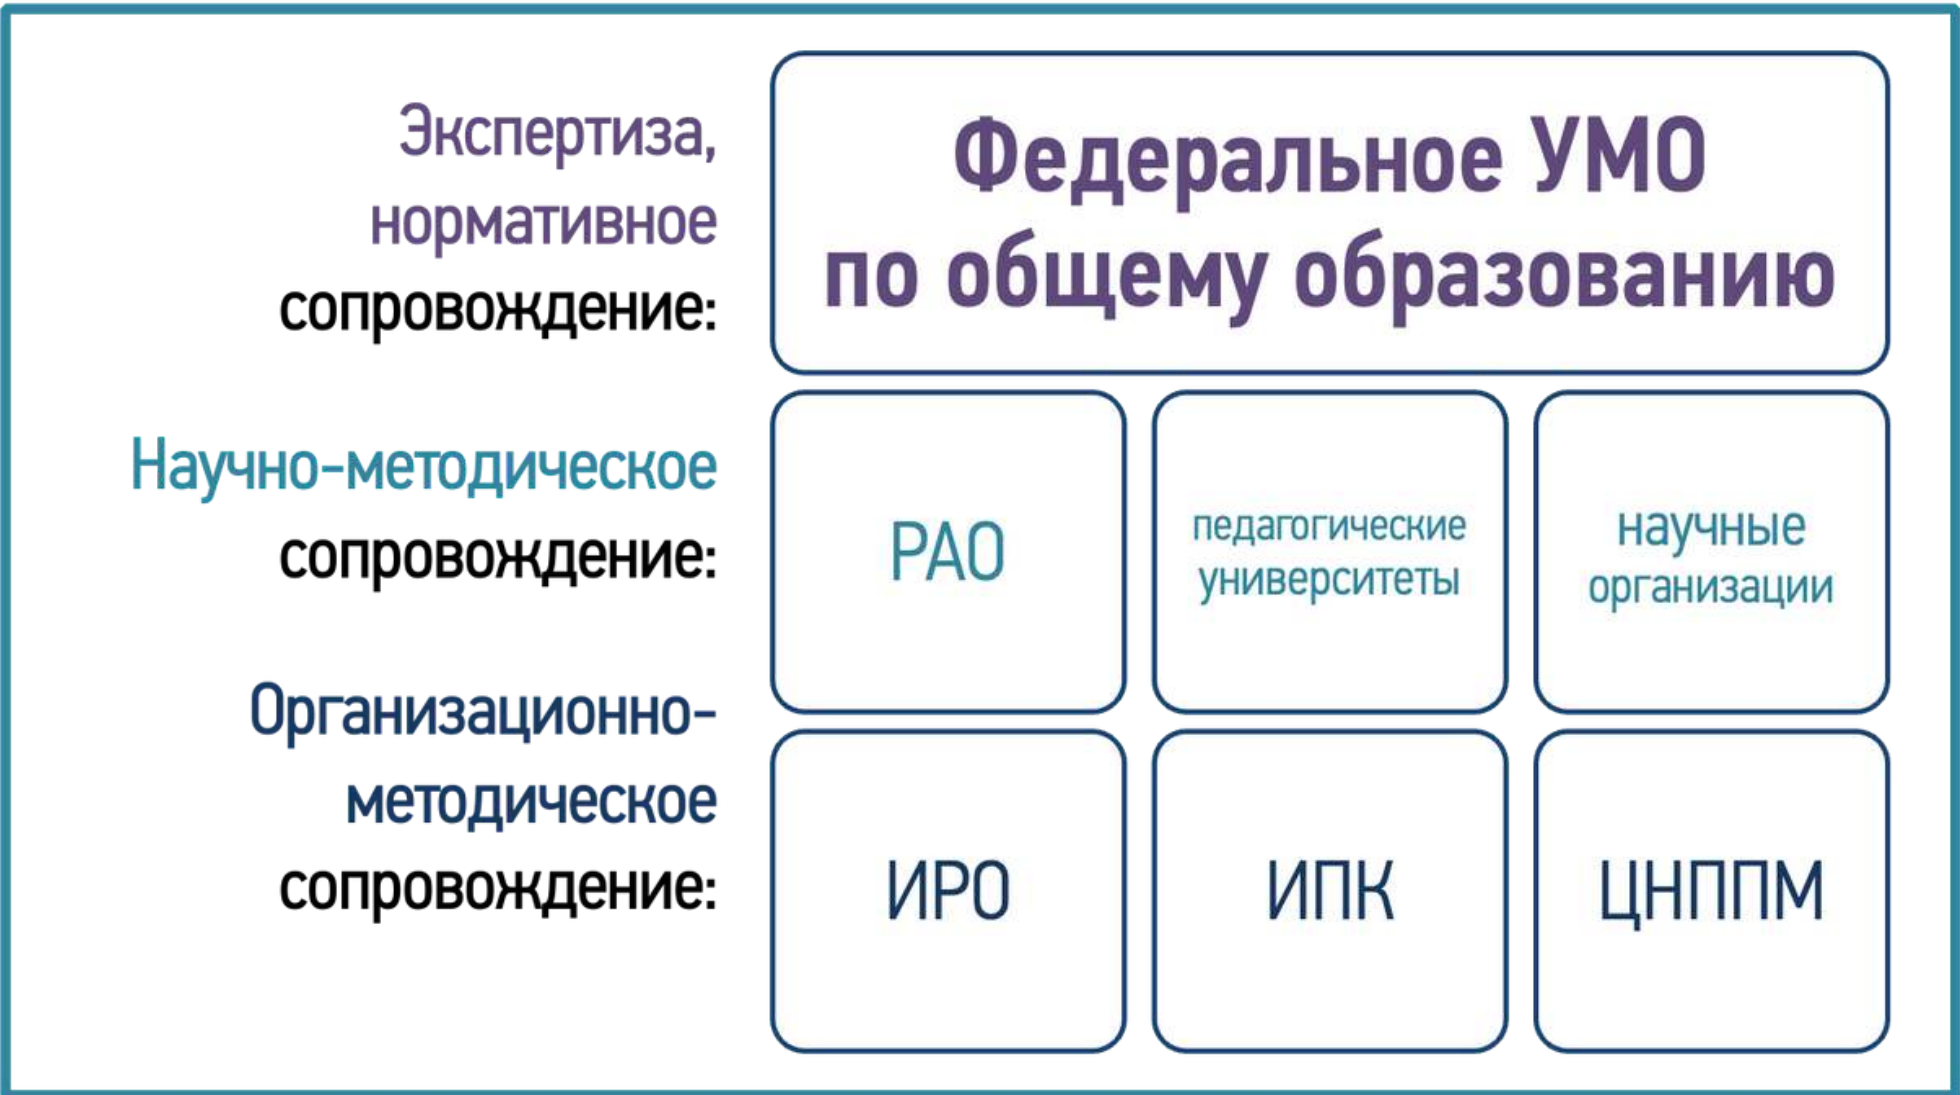 Экспертиза,
нормативное
сопровождение:
Федеральное УМО
по общему образованию
Научно-методическое
сопровождение:
РАО
педагогические
университеты
научные
организации
Организационно-
методическое
сопровождение:
ИРО
ИПК
ЦНППМ